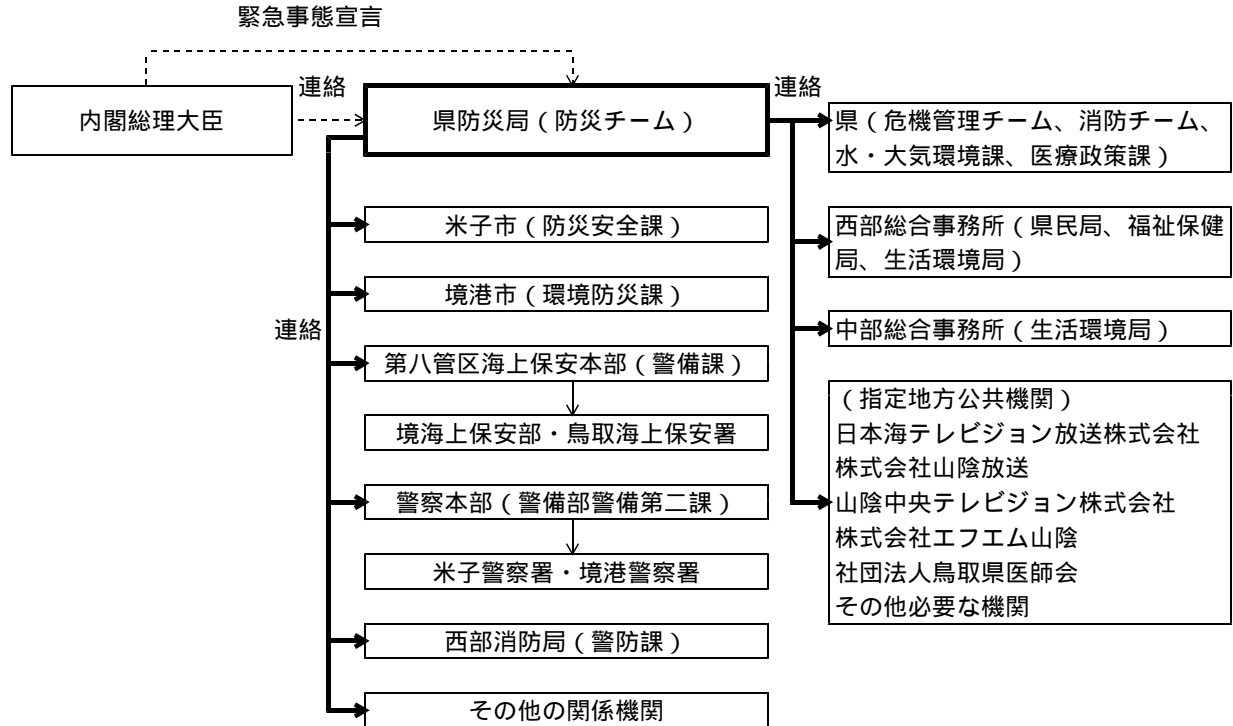 緊急事態宣言
連絡
連絡
内閣総理大臣
県防災局（防災チーム）
県（危機管理チーム、消防チーム、
水・大気環境課、医療政策課）
米子市（防災安全課）
西部総合事務所（県民局、福祉保健
局、生活環境局）
境港市（環境防災課）
連絡
中部総合事務所（生活環境局）
第八管区海上保安本部（警備課）
境海上保安部・鳥取海上保安署
警察本部（警備部警備第二課）
米子警察署・境港警察署
西部消防局（警防課）
その他の関係機関
（指定地方公共機関）
日本海テレビジョン放送株式会社
株式会社山陰放送
山陰中央テレビジョン株式会社
株式会社エフエム山陰
社団法人鳥取県医師会
その他必要な機関